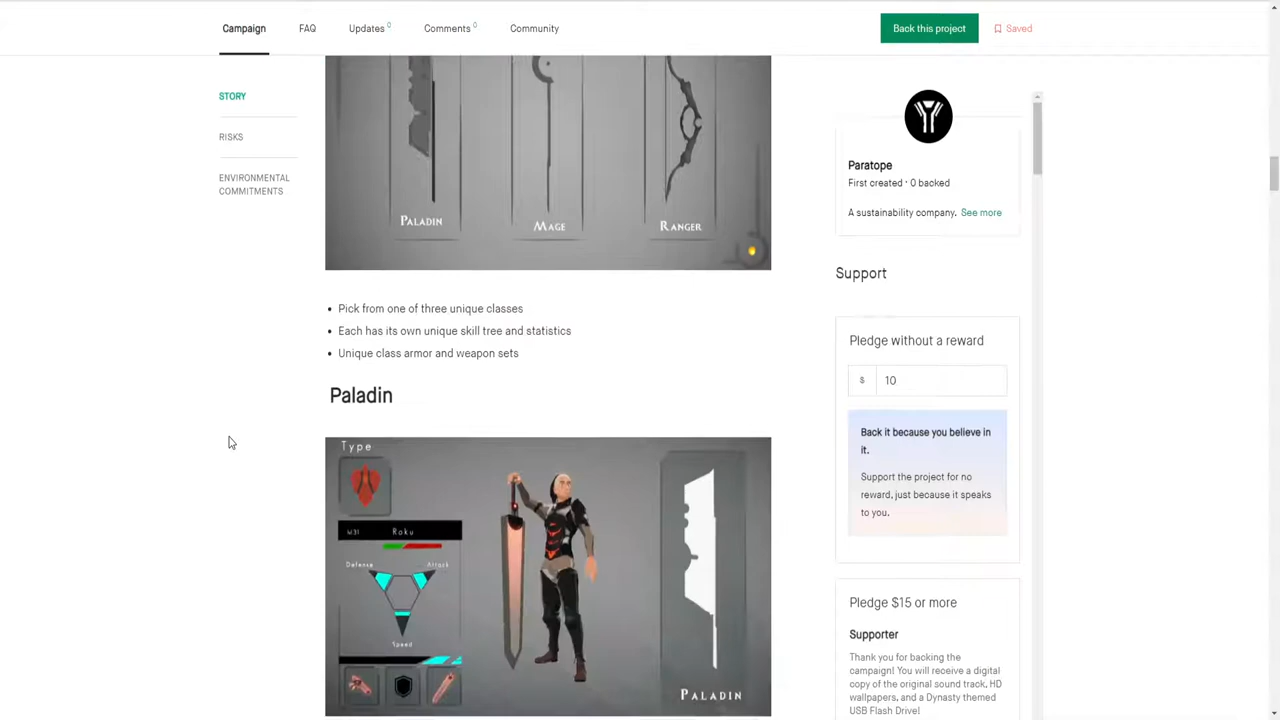 Campaign
FAQ
Updates 0
Comments 0
Community
Back this project
Saved
STORY
RISKS
ENVIRONMENTAL
COMMITMENTS
PALADIN
MAGE
RANGER
• Pick from one of three unique classes
• Each has its own unique skill tree and statistics
• Unique class armor and weapon sets
Paladin
Type
Roku
Defense
Attack
Speed
PALADIN
Paratope
First created · 0 backed
A sustainability company. See more
Support
Pledge without a reward
$ 10
Back it because you believe in
it.
Support the project for no
reward, just because it speaks
to you.
Pledge $15 or more
Supporter
Thank you for backing the
campaign! You will receive a digital
copy of the original sound track, HD
wallpapers, and a Dynasty themed
USB Flash Drive!